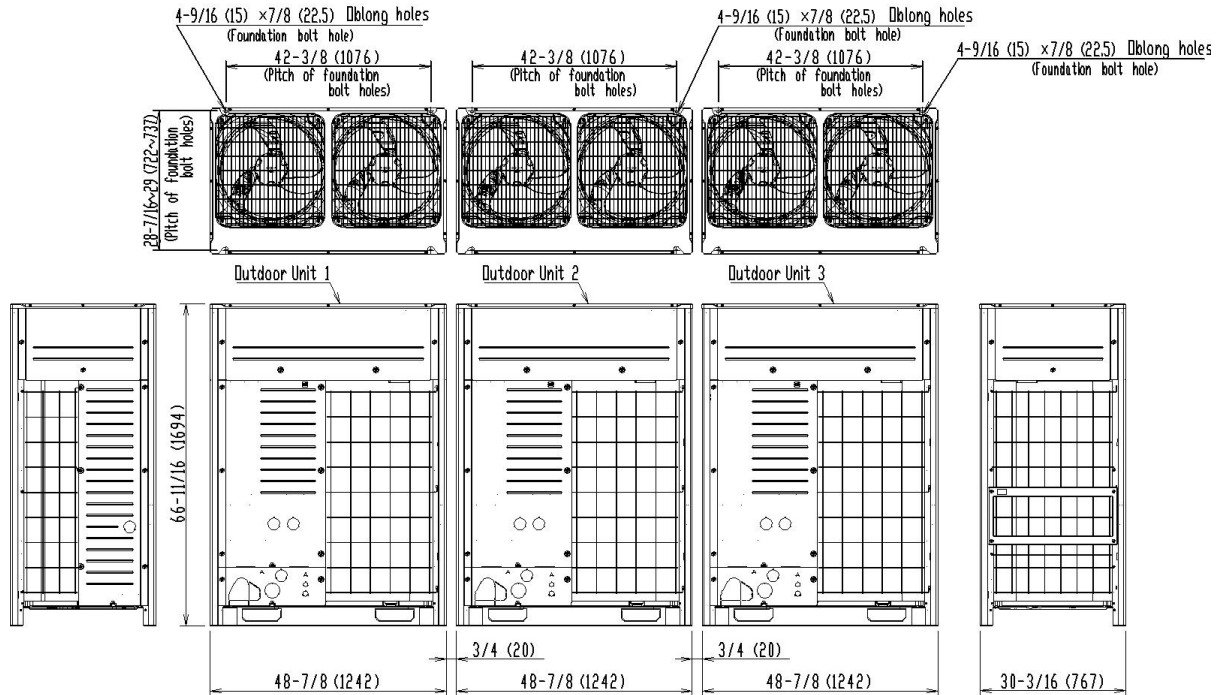 4-9/16 (15) ×7/8 (22.5) Oblong holes
(Foundation bolt hole)
42-3/8 (1076)
(Pitch of foundation
bolt holes)
4-9/16 (15) ×7/8 (22.5) Oblong holes
(Foundation bolt hole)
42-3/8 (1076)
(Pitch of foundation
bolt holes)
4-9/16 (15) ×7/8 (22.5) Oblong holes
(Foundation bolt hole)
42-3/8 (1076)
(Pitch of foundation
bolt holes)
28-7/16~29 (722~737)
(Pitch of foundation
bolt holes)
Outdoor Unit 1
Outdoor Unit 2
Outdoor Unit 3
66-11/16 (1694)
A
A
A
A
A
A
3/4 (20)
3/4 (20)
48-7/8 (1242)
48-7/8 (1242)
48-7/8 (1242)
30-3/16 (767)